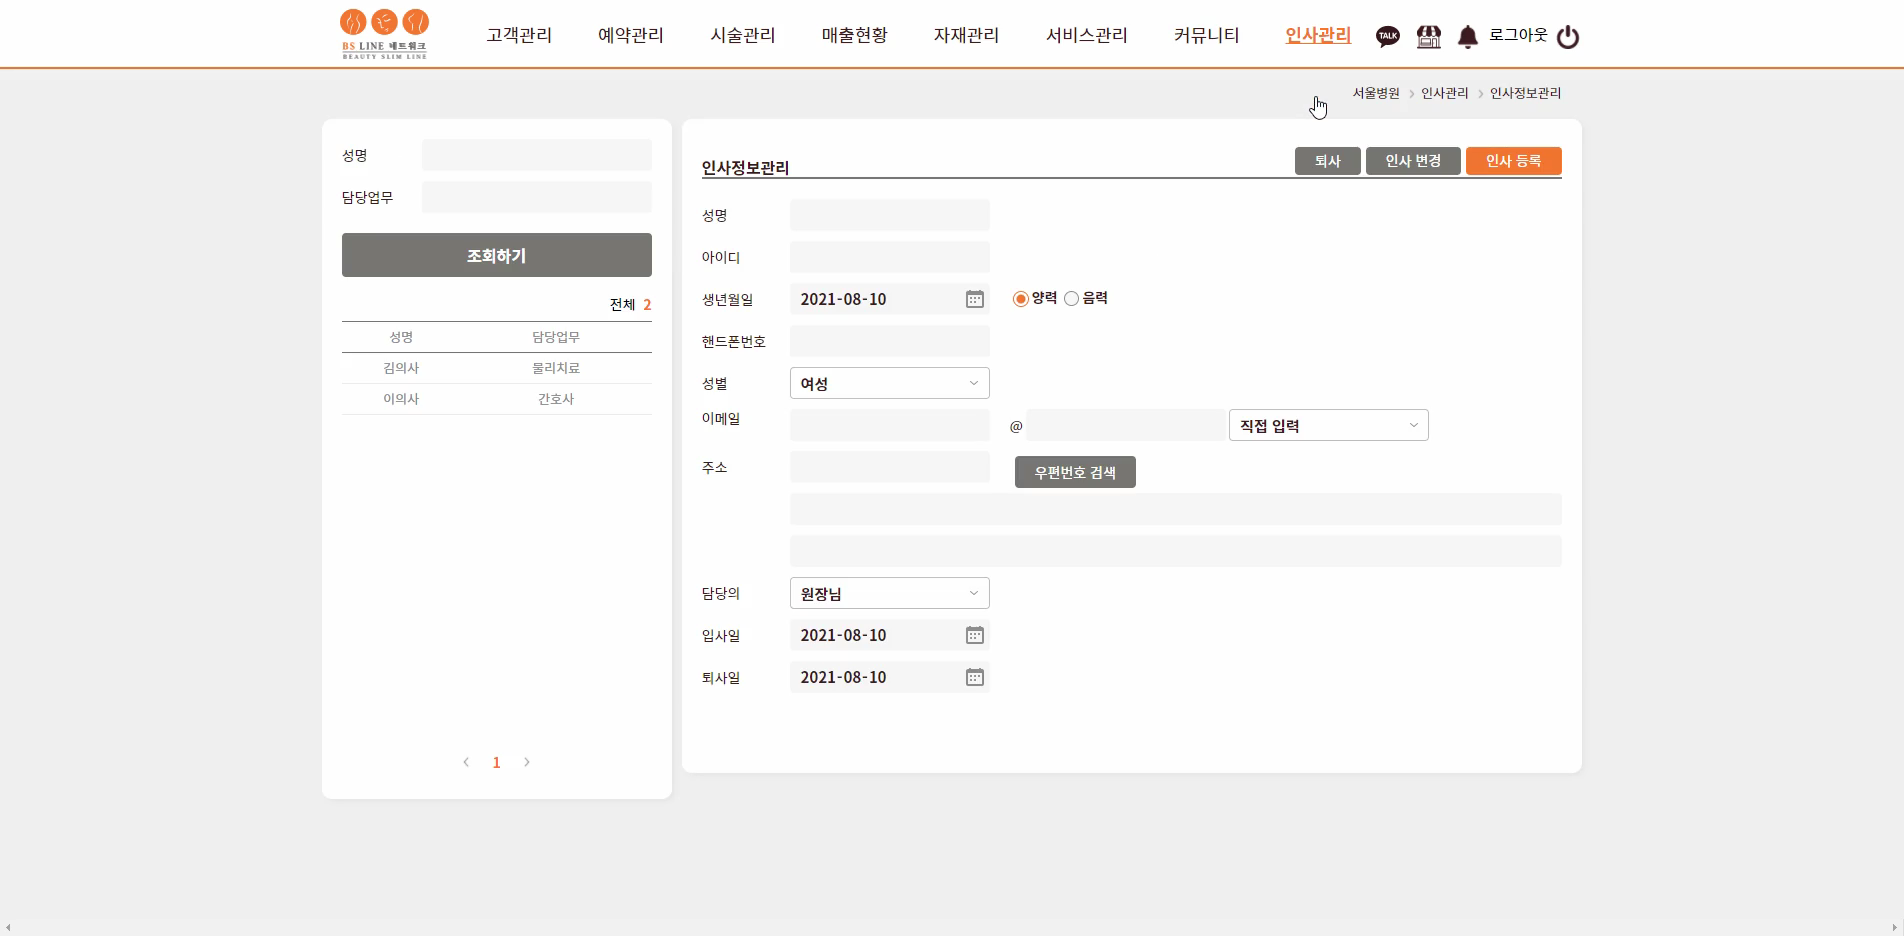 BS LINE 네트워크
BEAUTY SLIM LINE
고객관리 예약관리 시술관리 매출현황 자재관리 서비스관리 커뮤니티 인사관리 TALK 로그아웃
서울병원 > 인사관리 > 인사정보관리
성명
담당업무
조회하기
전체 2
성명 담당업무
김의사 물리치료
이의사 간호사
< 1 >
인사정보관리 퇴사 인사 변경 인사 등록
성명
아이디
생년월일 2021-08-10 양력 음력
핸드폰번호
성별 여성
이메일 @ 직접 입력
주소 우편번호 검색
담당의 원장님
입사일 2021-08-10
퇴사일 2021-08-10